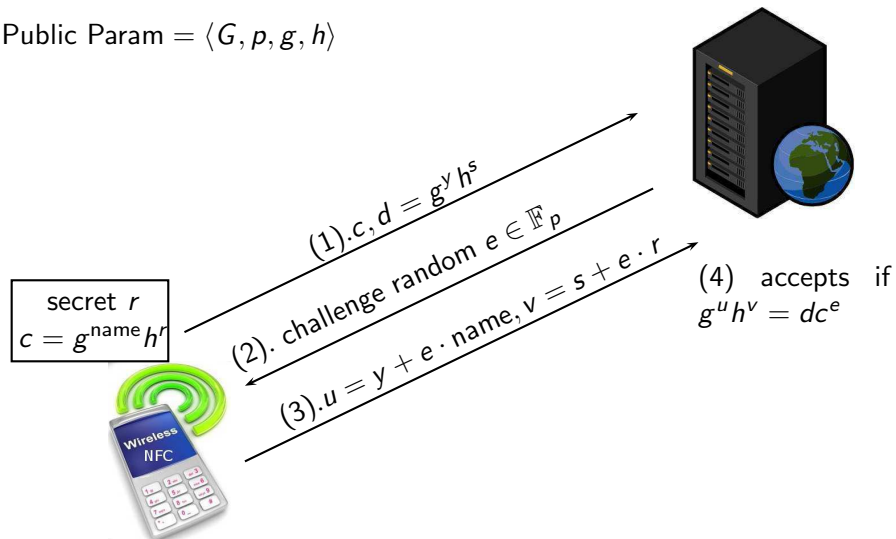 Public Param = ⟨G, p, g, h⟩
(1).c, d = g^y h^s
(2). challenge random e ∈ 𝔽_p
(3).u = y + e · name, v = s + e · r
secret r
c = g^name h^r
(4) accepts if
g^u h^v = dc^e
Wireless
NFC